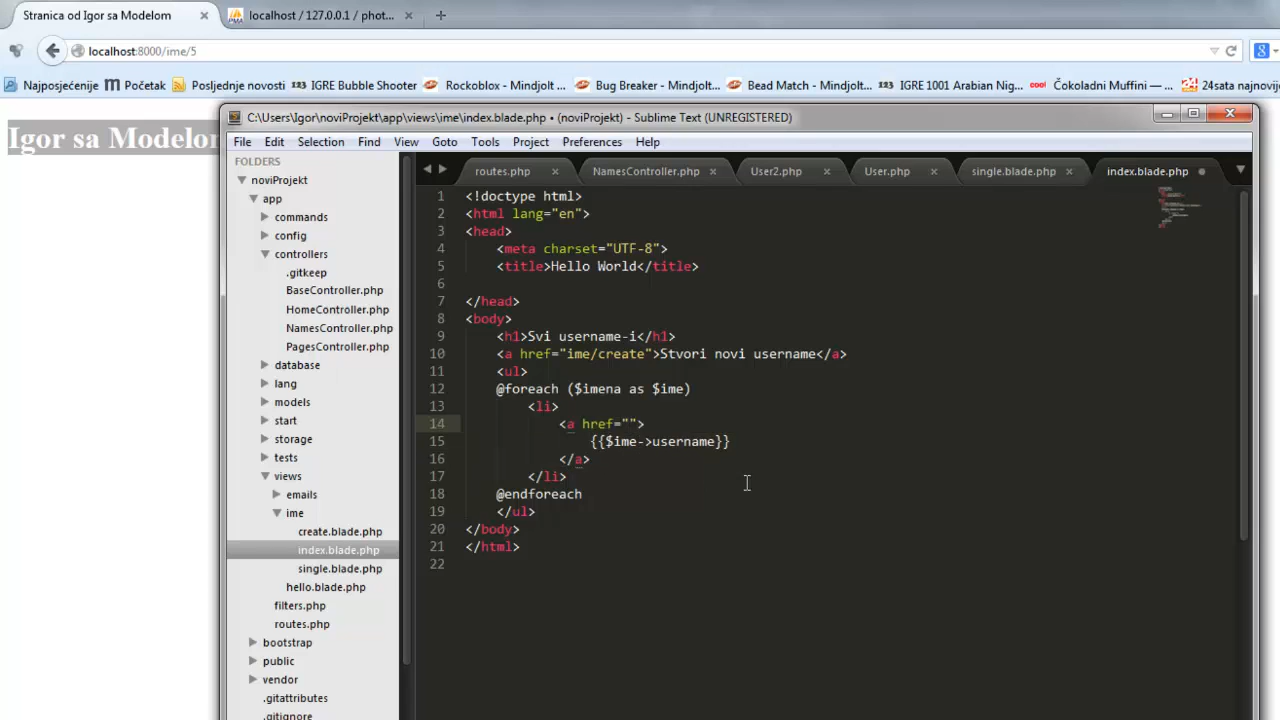 Stranica od Igor sa Modelom
localhost / 127.0.0.1 / phot...
localhost:8000/ime/5
Najposjećenije Početak Posljednje novosti 123 IGRE Bubble Shooter Rockoblox — Mindjolt ... Bug Breaker - Mindjolt... Bead Match - Mindjolt... 123 IGRE 1001 Arabian Nig... cool Čokoladni Muffini — ... 24sata najnovije
Igor sa Modelom
C:\Users\Igor\noviProjekt\app\views\ime\index.blade.php • (noviProjekt) - Sublime Text (UNREGISTERED)
File Edit Selection Find View Goto Tools Project Preferences Help
FOLDERS
noviProjekt
app
commands
config
controllers
.gitkeep
BaseController.php
HomeController.php
NamesController.php
PagesController.php
database
lang
models
start
storage
tests
views
emails
ime
create.blade.php
index.blade.php
single.blade.php
hello.blade.php
filters.php
routes.php
bootstrap
public
vendor
.gitattributes
.gitignore
routes.php NamesController.php User2.php User.php single.blade.php index.blade.php
1 <!doctype html>
2 <html lang="en">
3 <head>
4 <meta charset="UTF-8">
5 <title>Hello World</title>
6
7 </head>
8 <body>
9 <h1>Svi username-i</h1>
10 <a href="ime/create">Stvori novi username</a>
11 <ul>
12 @foreach ($imena as $ime)
13 <li>
14 <a href="">
15 {{$ime->username}}
16 </a>
17 </li>
18 @endforeach
19 </ul>
20 </body>
21 </html>
22